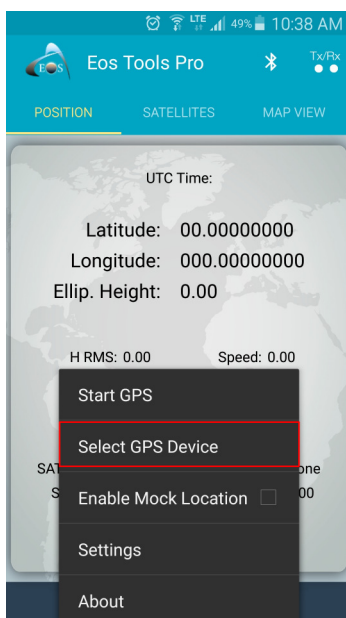 LTE 49% 10:38 AM
EOS Eos Tools Pro Tx/Rx
POSITION SATELLITES MAP VIEW
UTC Time:
Latitude: 00.00000000
Longitude: 000.00000000
Ellip. Height: 0.00
H RMS: 0.00 Speed: 0.00
Start GPS
Select GPS Device
Enable Mock Location
Settings
About